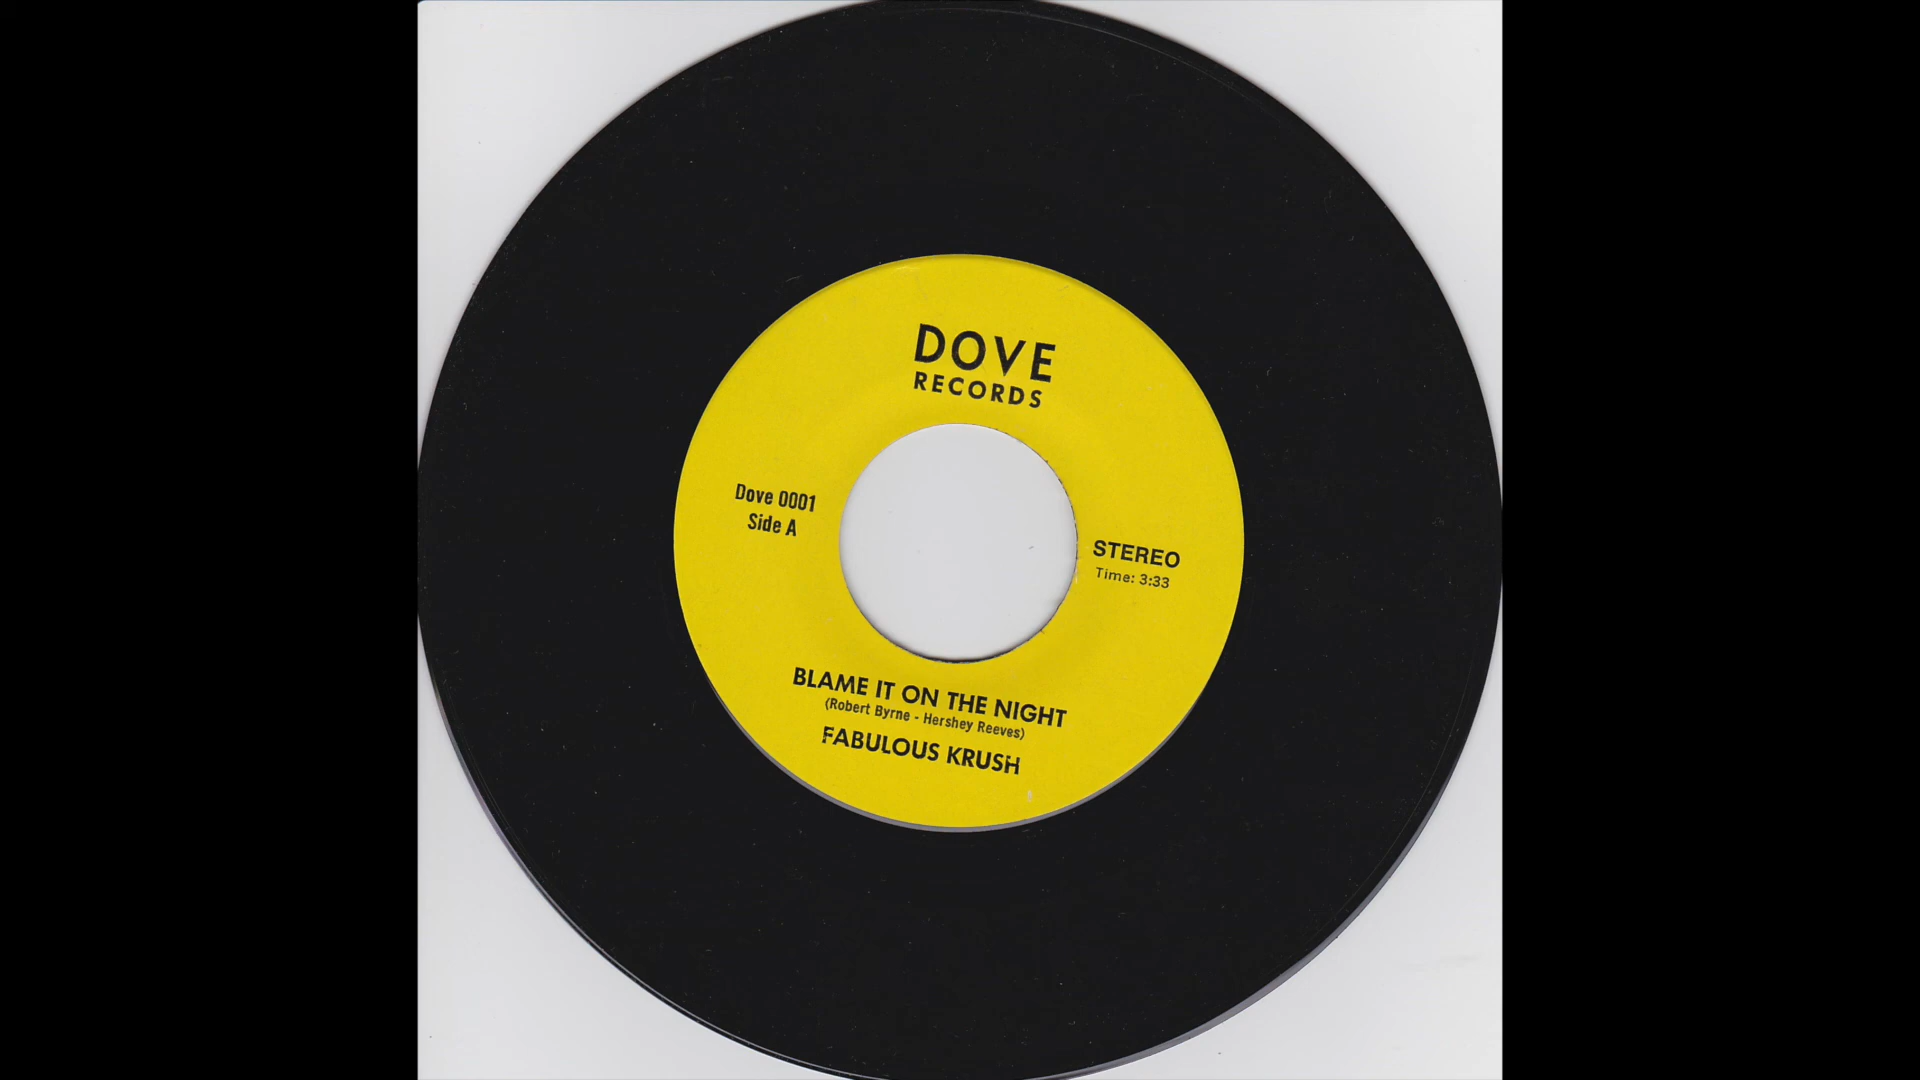 DOVE
RECORDS
Dove 0001
Side A
STEREO
Time: 3:33
BLAME IT ON THE NIGHT
(Robert Byrne - Hershey Reeves)
FABULOUS KRUSH